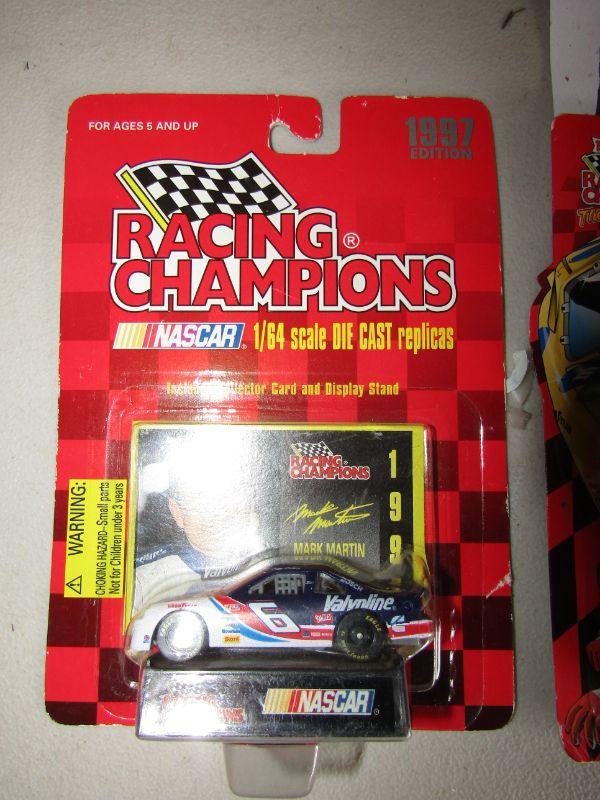 FOR AGES 5 AND UP
1997
EDITION
RACING ®
CHAMPIONS
NASCAR® 1/64 scale DIE CAST replicas
Card and Display Stand
WARNING:
CHOKING HAZARD-Small parts
Not for Children under 3 years
RACING
CHAMPIONS
1
9
9
Mark Martin
MARK MARTIN
Valvoline
6
NASCAR®